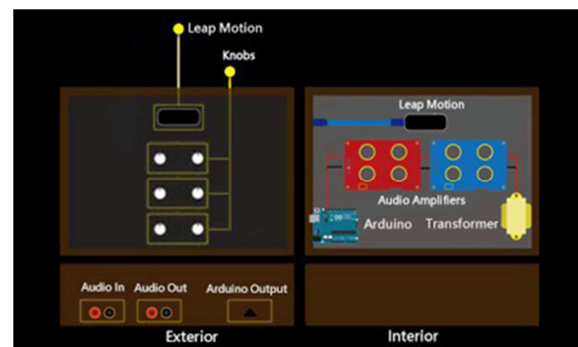 Leap Motion
Knobs
Leap Motion
Audio Amplifiers
Arduino Transformer
Audio In Audio Out Arduino Output
Exterior
Interior